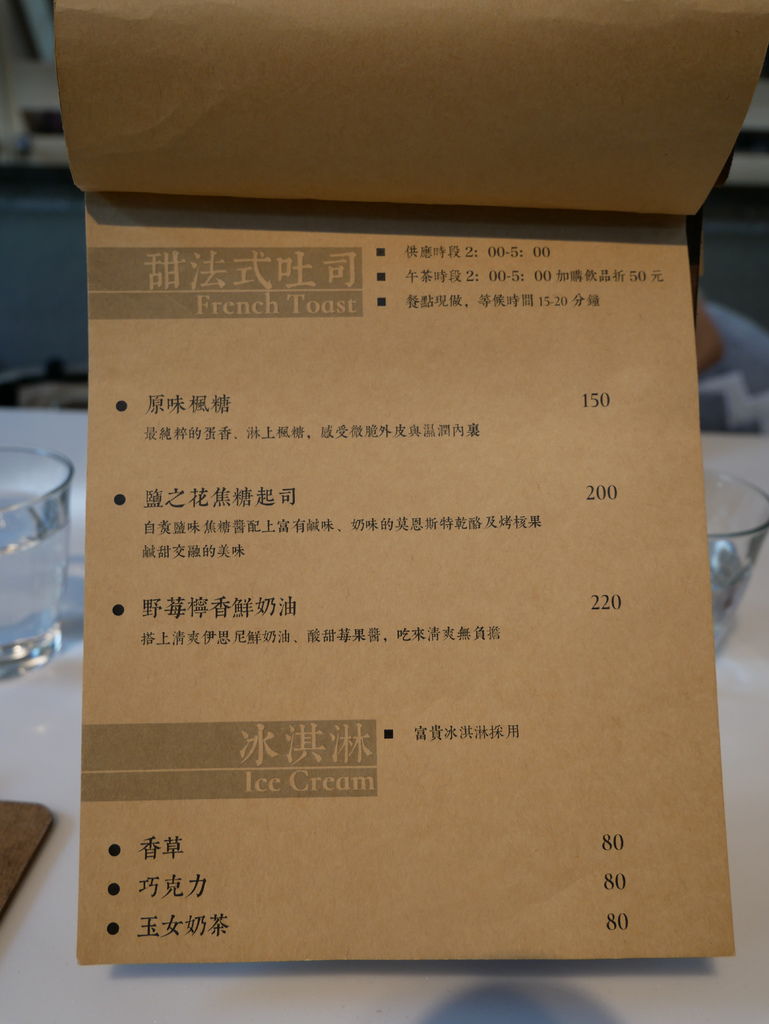 甜法式吐司
French Toast
■ 供應時段 2：00-5：00
■ 午茶時段 2：00-5：00 加購飲品折 50 元
■ 餐點現做，等候時間 15-20 分鐘
● 原味楓糖 150
最純粹的蛋香、淋上楓糖，感受微脆外皮與濕潤內裏
● 鹽之花焦糖起司 200
自煮鹽味焦糖醬配上富有鹹味、奶味的莫恩斯特乾酪及烤核果
鹹甜交融的美味
● 野莓檸香鮮奶油 220
搭上清爽伊思尼鮮奶油、酸甜莓果醬，吃來清爽無負擔
冰淇淋
Ice Cream
■ 富貴冰淇淋採用
● 香草 80
● 巧克力 80
● 玉女奶茶 80